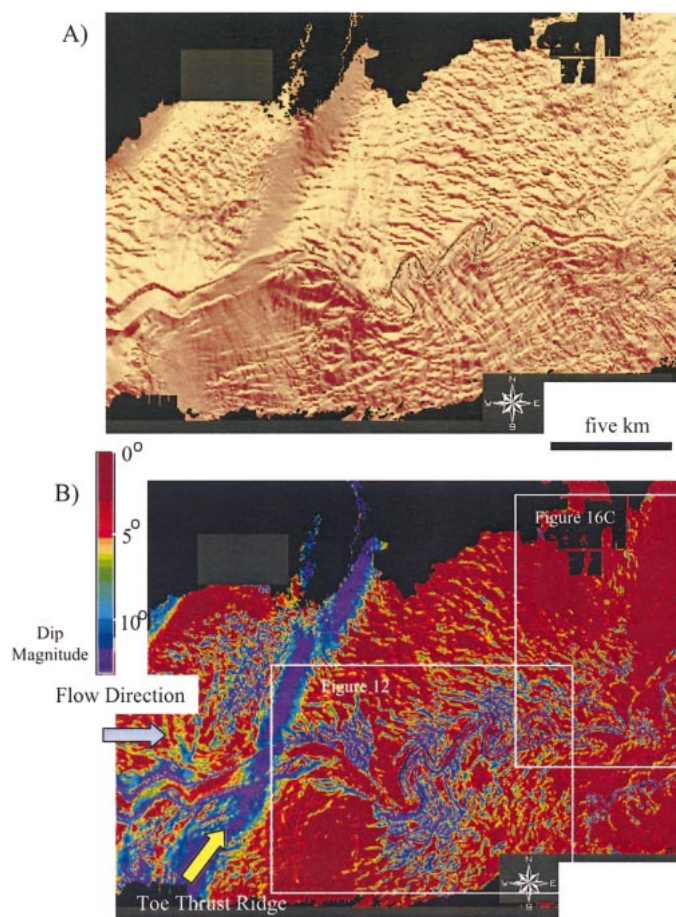 A)
N
W E
S
five km
B)
0°
5°
10°
Dip
Magnitude
Flow Direction
Figure 16C
Figure 12
Toe Thrust Ridge
N
W E
S